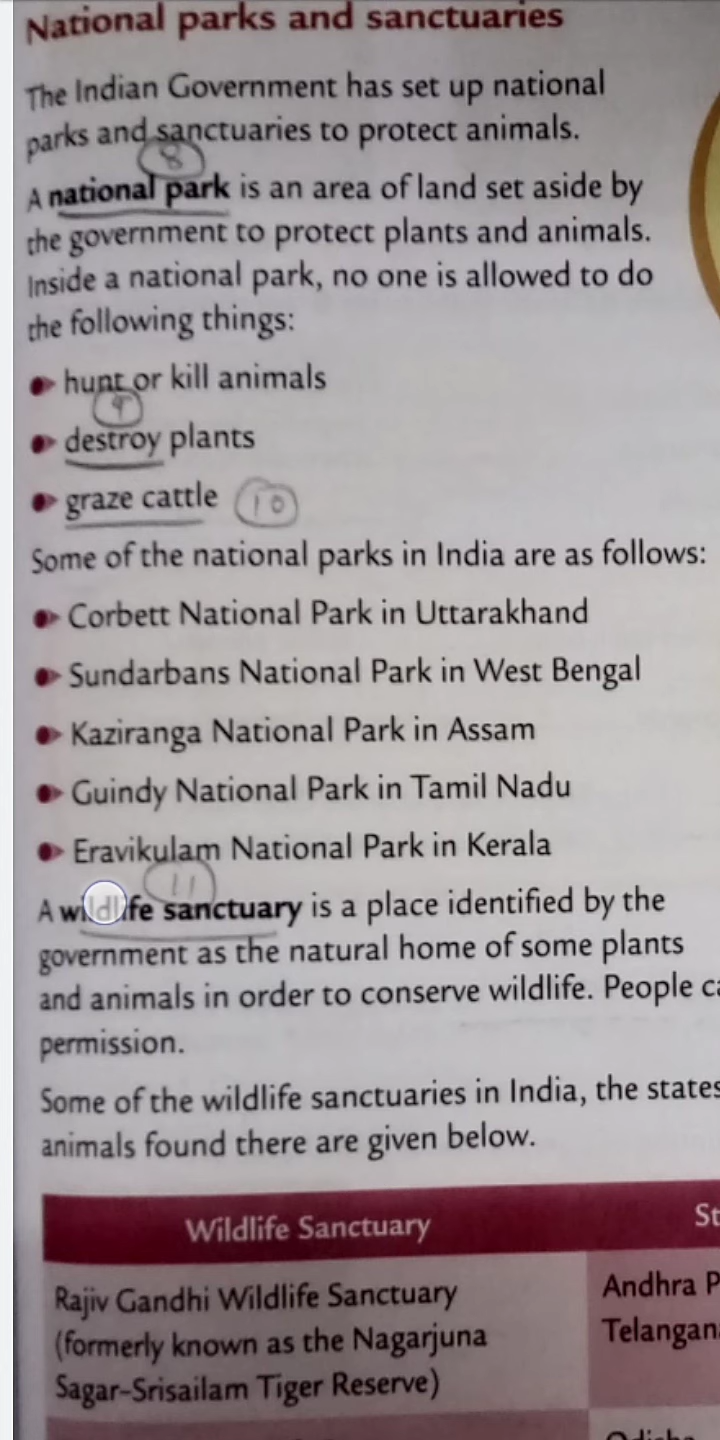 National parks and sanctuaries
The Indian Government has set up national
parks and sanctuaries to protect animals.
8
A national park is an area of land set aside by
the government to protect plants and animals.
Inside a national park, no one is allowed to do
the following things:
hunt or kill animals
9
destroy plants
graze cattle 10
Some of the national parks in India are as follows:
Corbett National Park in Uttarakhand
Sundarbans National Park in West Bengal
Kaziranga National Park in Assam
Guindy National Park in Tamil Nadu
Eravikulam National Park in Kerala
11
A wildlife sanctuary is a place identified by the
government as the natural home of some plants
and animals in order to conserve wildlife. People
permission.
Some of the wildlife sanctuaries in India, the states
animals found there are given below.
Wildlife Sanctuary
Rajiv Gandhi Wildlife Sanctuary Andhra P
(formerly known as the Nagarjuna Telangan
Sagar-Srisailam Tiger Reserve)